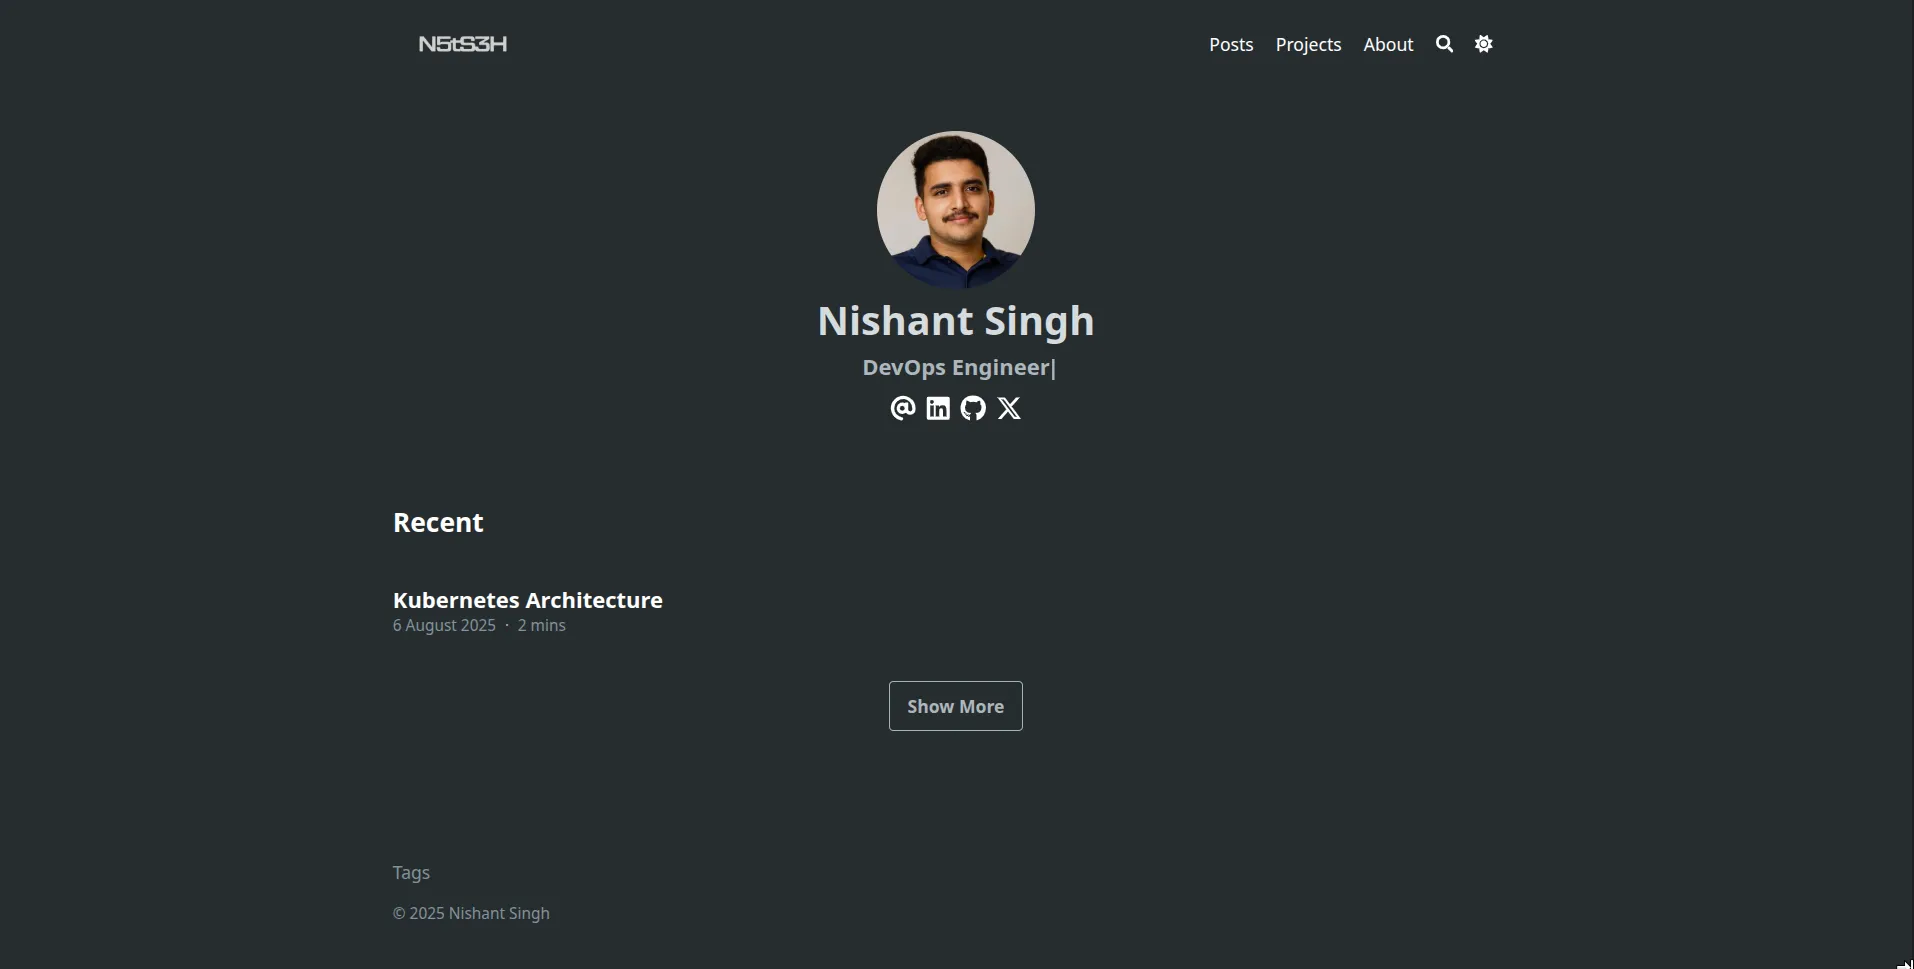 N5tS3H
Posts Projects About
Nishant Singh
DevOps Engineer|
Recent
Kubernetes Architecture
6 August 2025 · 2 mins
Show More
Tags
© 2025 Nishant Singh